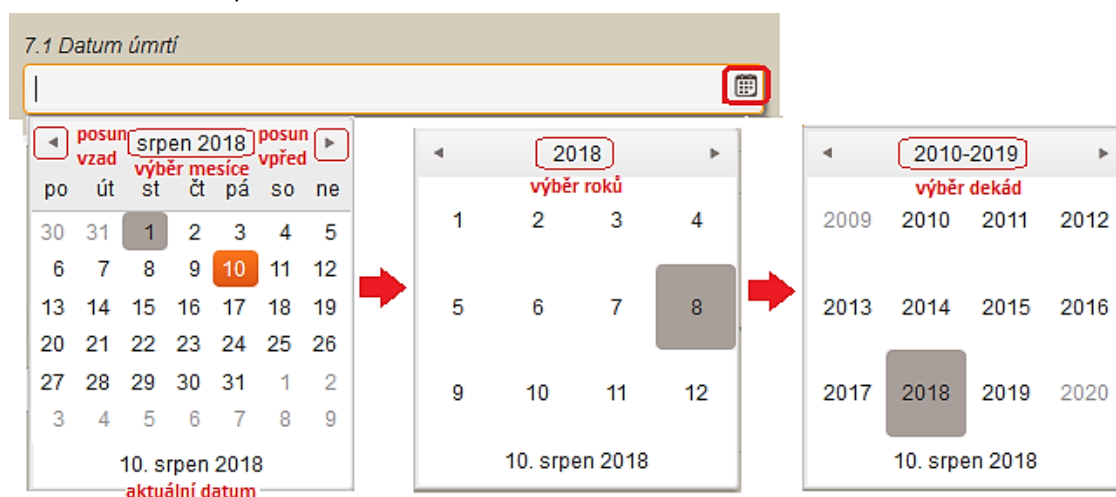 7.1 Datum úmrtí
posun vzad
srpen 2018
posun vpřed
výběr mesíce
po út st čt pá so ne
30 31 1 2 3 4 5
6 7 8 9 10 11 12
13 14 15 16 17 18 19
20 21 22 23 24 25 26
27 28 29 30 31 1 2
3 4 5 6 7 8 9
10. srpen 2018
aktuální datum
2018
výběr roků
1 2 3 4
5 6 7 8
9 10 11 12
10. srpen 2018
2010-2019
výběr dekád
2009 2010 2011 2012
2013 2014 2015 2016
2017 2018 2019 2020
10. srpen 2018